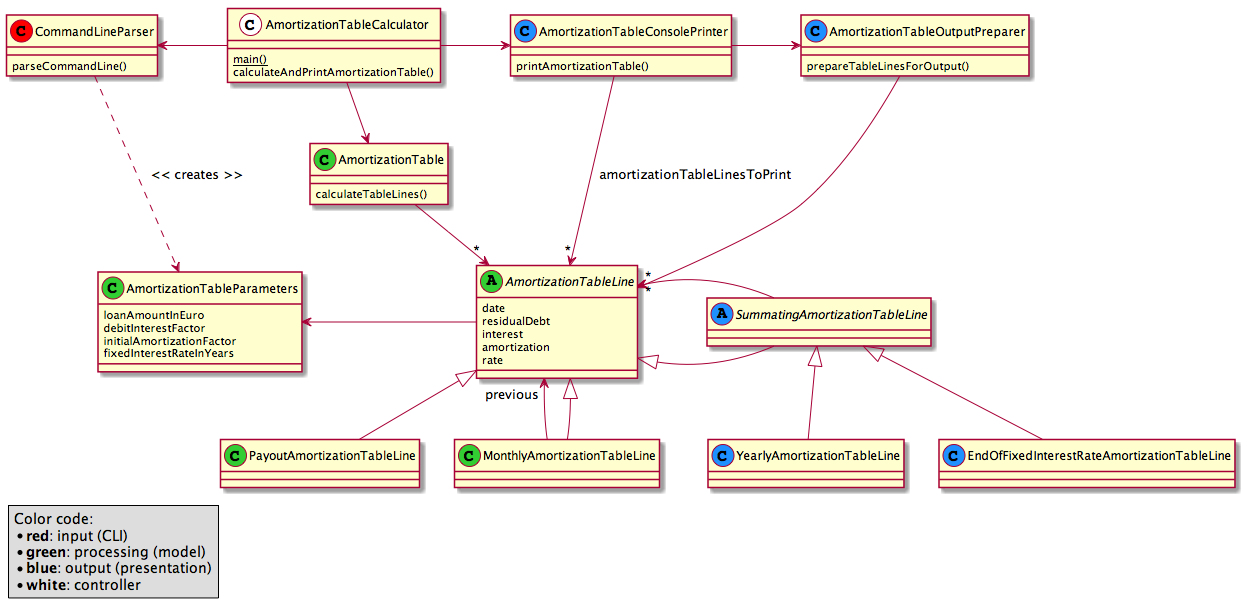 C CommandLineParser
parseCommandLine()
C AmortizationTableCalculator
main()
calculateAndPrintAmortizationTable()
C AmortizationTableConsolePrinter
printAmortizationTable()
C AmortizationTableOutputPreparer
prepareTableLinesForOutput()
C AmortizationTable
calculateTableLines()
<< creates >>
amortizationTableLinesToPrint
*
*
*
*
C AmortizationTableParameters
loanAmountInEuro
debitInterestFactor
initialAmortizationFactor
fixedInterestRateInYears
A AmortizationTableLine
date
residualDebt
interest
amortization
rate
A SummatingAmortizationTableLine
previous
C PayoutAmortizationTableLine
C MonthlyAmortizationTableLine
C YearlyAmortizationTableLine
C EndOfFixedInterestRateAmortizationTableLine
Color code:
• red: input (CLI)
• green: processing (model)
• blue: output (presentation)
• white: controller